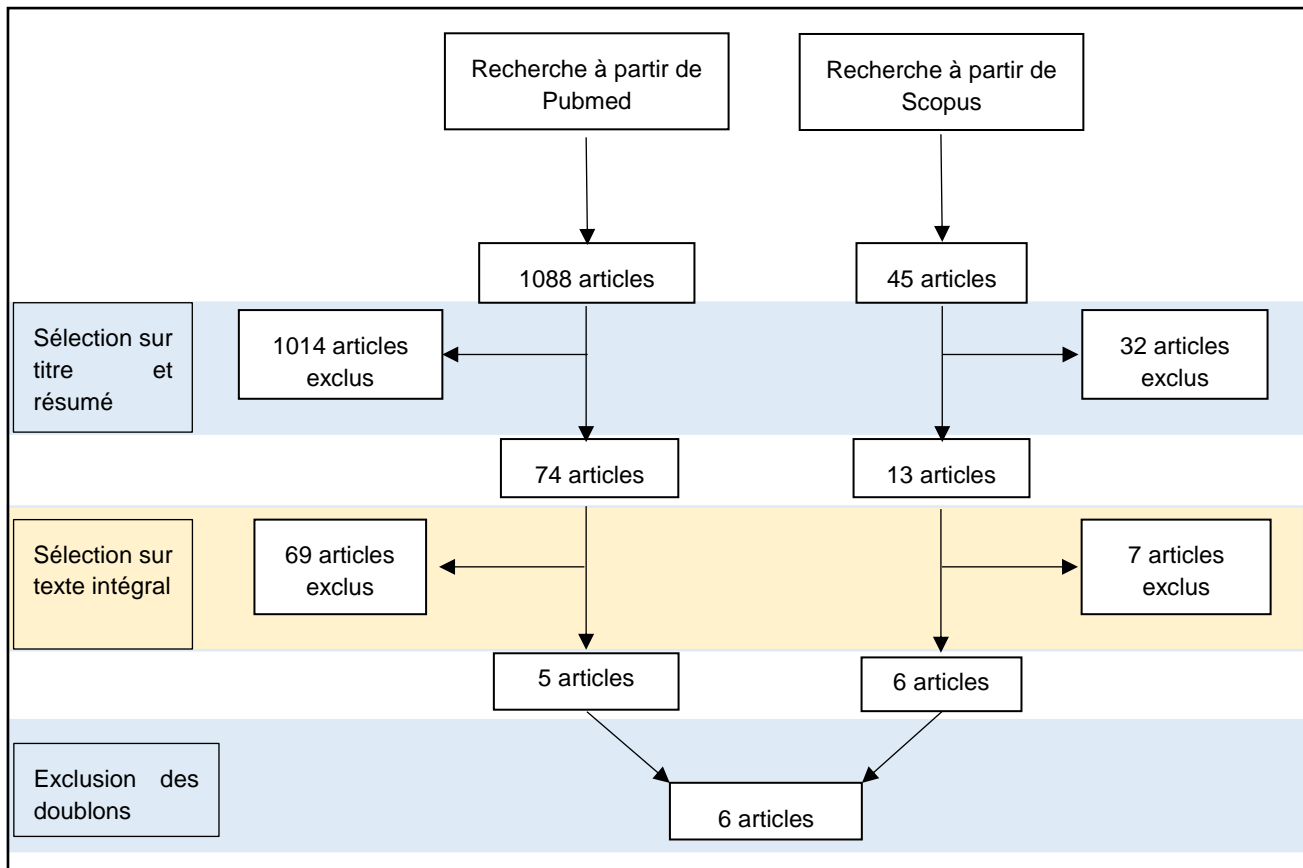 Recherche à partir de
Pubmed
Recherche à partir de
Scopus
1088 articles
45 articles
Sélection sur
titre et
résumé
1014 articles
exclus
32 articles
exclus
74 articles
13 articles
Sélection sur
texte intégral
69 articles
exclus
7 articles
exclus
5 articles
6 articles
Exclusion des
doublons
6 articles